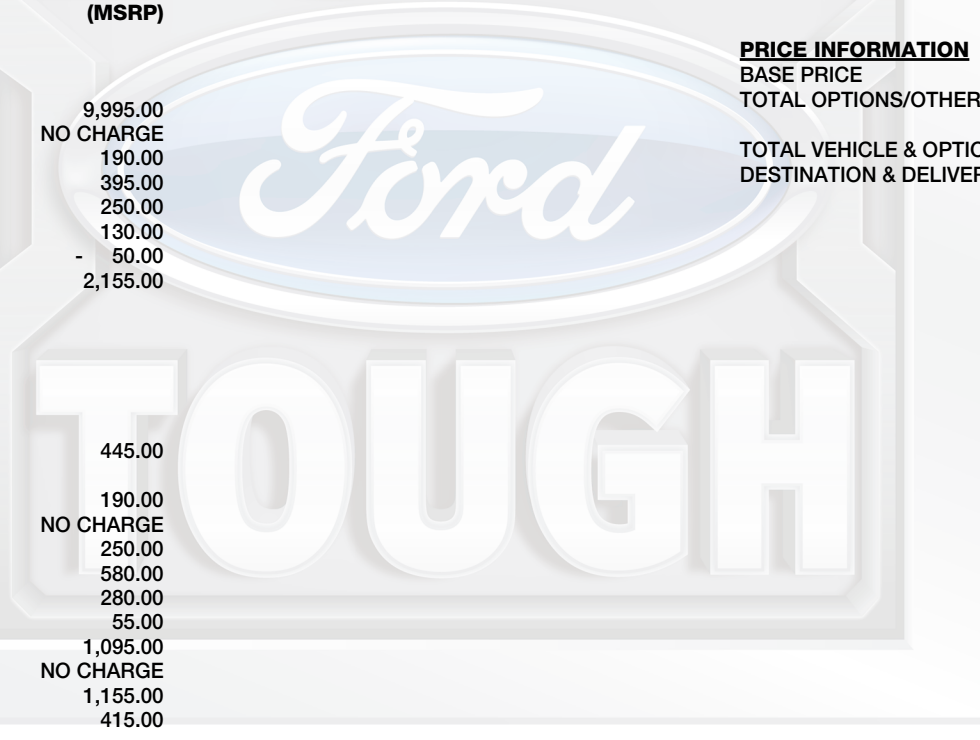 (MSRP)
9,995.00
NO CHARGE
190.00
395.00
250.00
130.00
- 50.00
2,155.00
445.00
190.00
NO CHARGE
250.00
580.00
280.00
55.00
1,095.00
NO CHARGE
1,155.00
415.00
PRICE INFORMATION
BASE PRICE
TOTAL OPTIONS/OTHER
TOTAL VEHICLE & OPTIO
DESTINATION & DELIVER
Ford
TOUGH